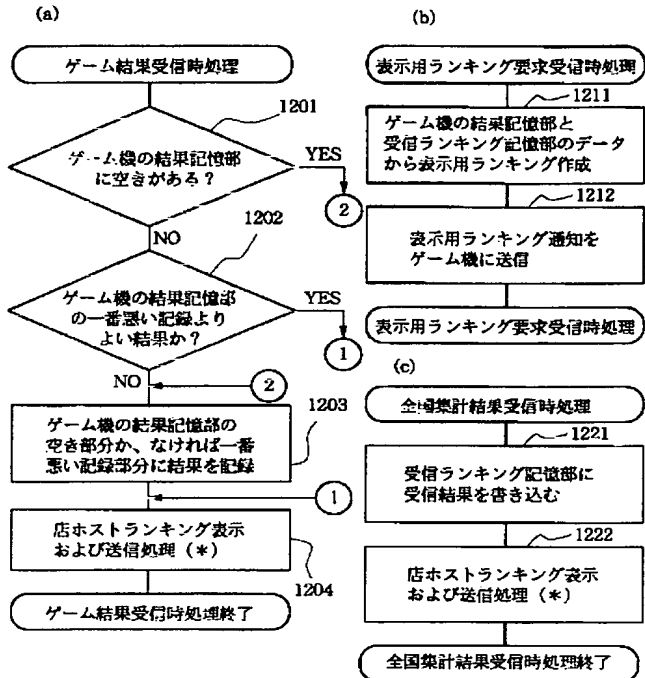 (a)
ゲーム結果受信時処理
1201
ゲーム機の結果記憶部
に空きがある？
YES
2
NO
1202
ゲーム機の結果記憶部
の一番悪い記録より
よい結果か？
YES
1
NO
2
1203
ゲーム機の結果記憶部の
空き部分か、なければ一番
悪い記録部分に結果を記録
1
店ホストランキング表示
および送信処理（＊）
1204
ゲーム結果受信時処理終了
(b)
表示用ランキング要求受信時処理
1211
ゲーム機の結果記憶部と
受信ランキング記憶部のデータ
から表示用ランキング作成
1212
表示用ランキング通知を
ゲーム機に送信
表示用ランキング要求受信時処理
(c)
全国集計結果受信時処理
1221
受信ランキング記憶部に
受信結果を書き込む
1222
店ホストランキング表示
および送信処理（＊）
全国集計結果受信時処理終了